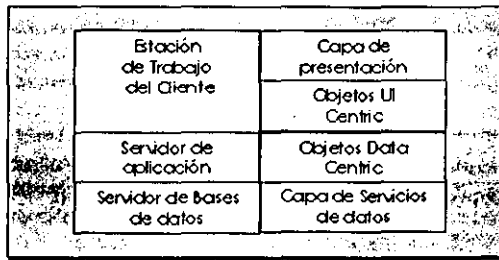 Estación
de Trabajo
del Cliente
Capa de
presentación
Objetos UI
Centric
Servidor de
aplicación
Objetos Data
Centric
Servidor de Bases
de datos
Capa de Servicios
de datos